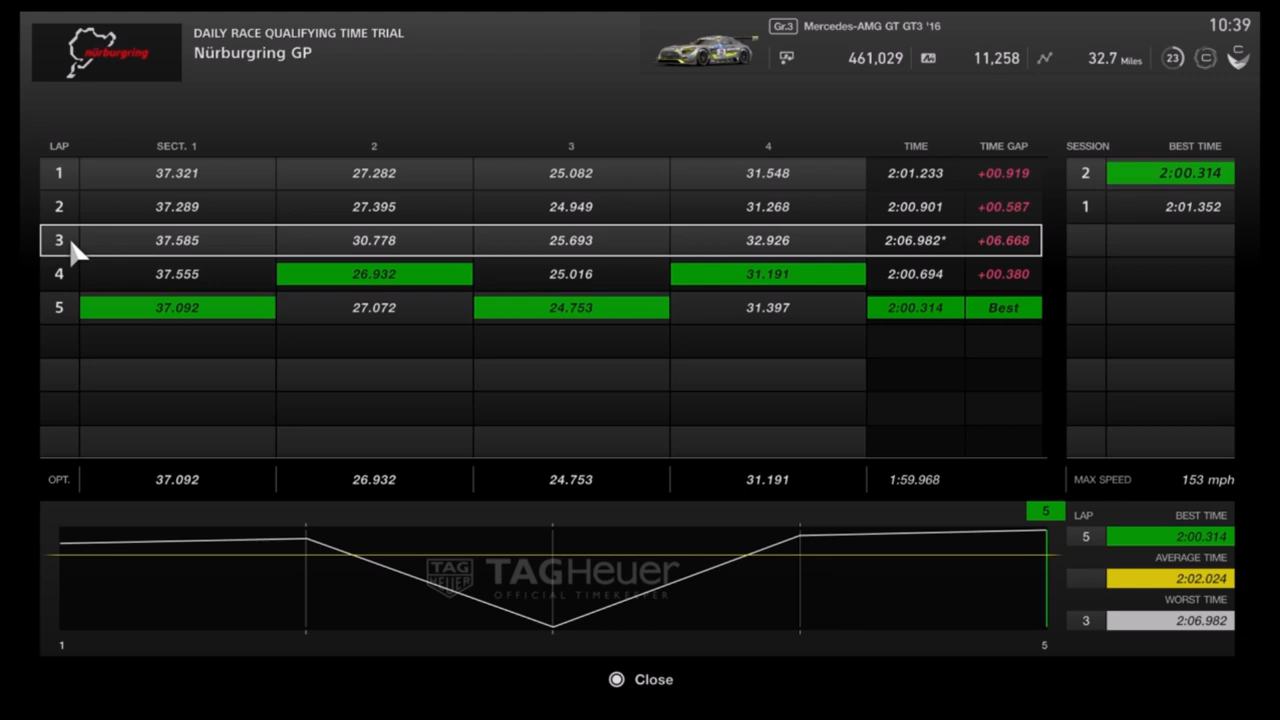 DAILY RACE QUALIFYING TIME TRIAL
Nürburgring GP
nürburgring
Gr.3 Mercedes-AMG GT GT3 '16
10:39
461,029 11,258 32.7 Miles 23 C C
LAP SECT. 1 2 3 4 TIME TIME GAP SESSION BEST TIME
1 37.321 27.282 25.082 31.548 2:01.233 +00.919 2 2:00.314
2 37.289 27.395 24.949 31.268 2:00.901 +00.587 1 2:01.352
3 37.585 30.778 25.693 32.926 2:06.982* +06.668
4 37.555 26.932 25.016 31.191 2:00.694 +00.380
5 37.092 27.072 24.753 31.397 2:00.314 Best
OPT. 37.092 26.932 24.753 31.191 1:59.968 MAX SPEED 153 mph
5 LAP BEST TIME
5 2:00.314
AVERAGE TIME
2:02.024
WORST TIME
3 2:06.982
TAG HEUER TAGHeuer
OFFICIAL TIMEKEEPER
1 5
Close